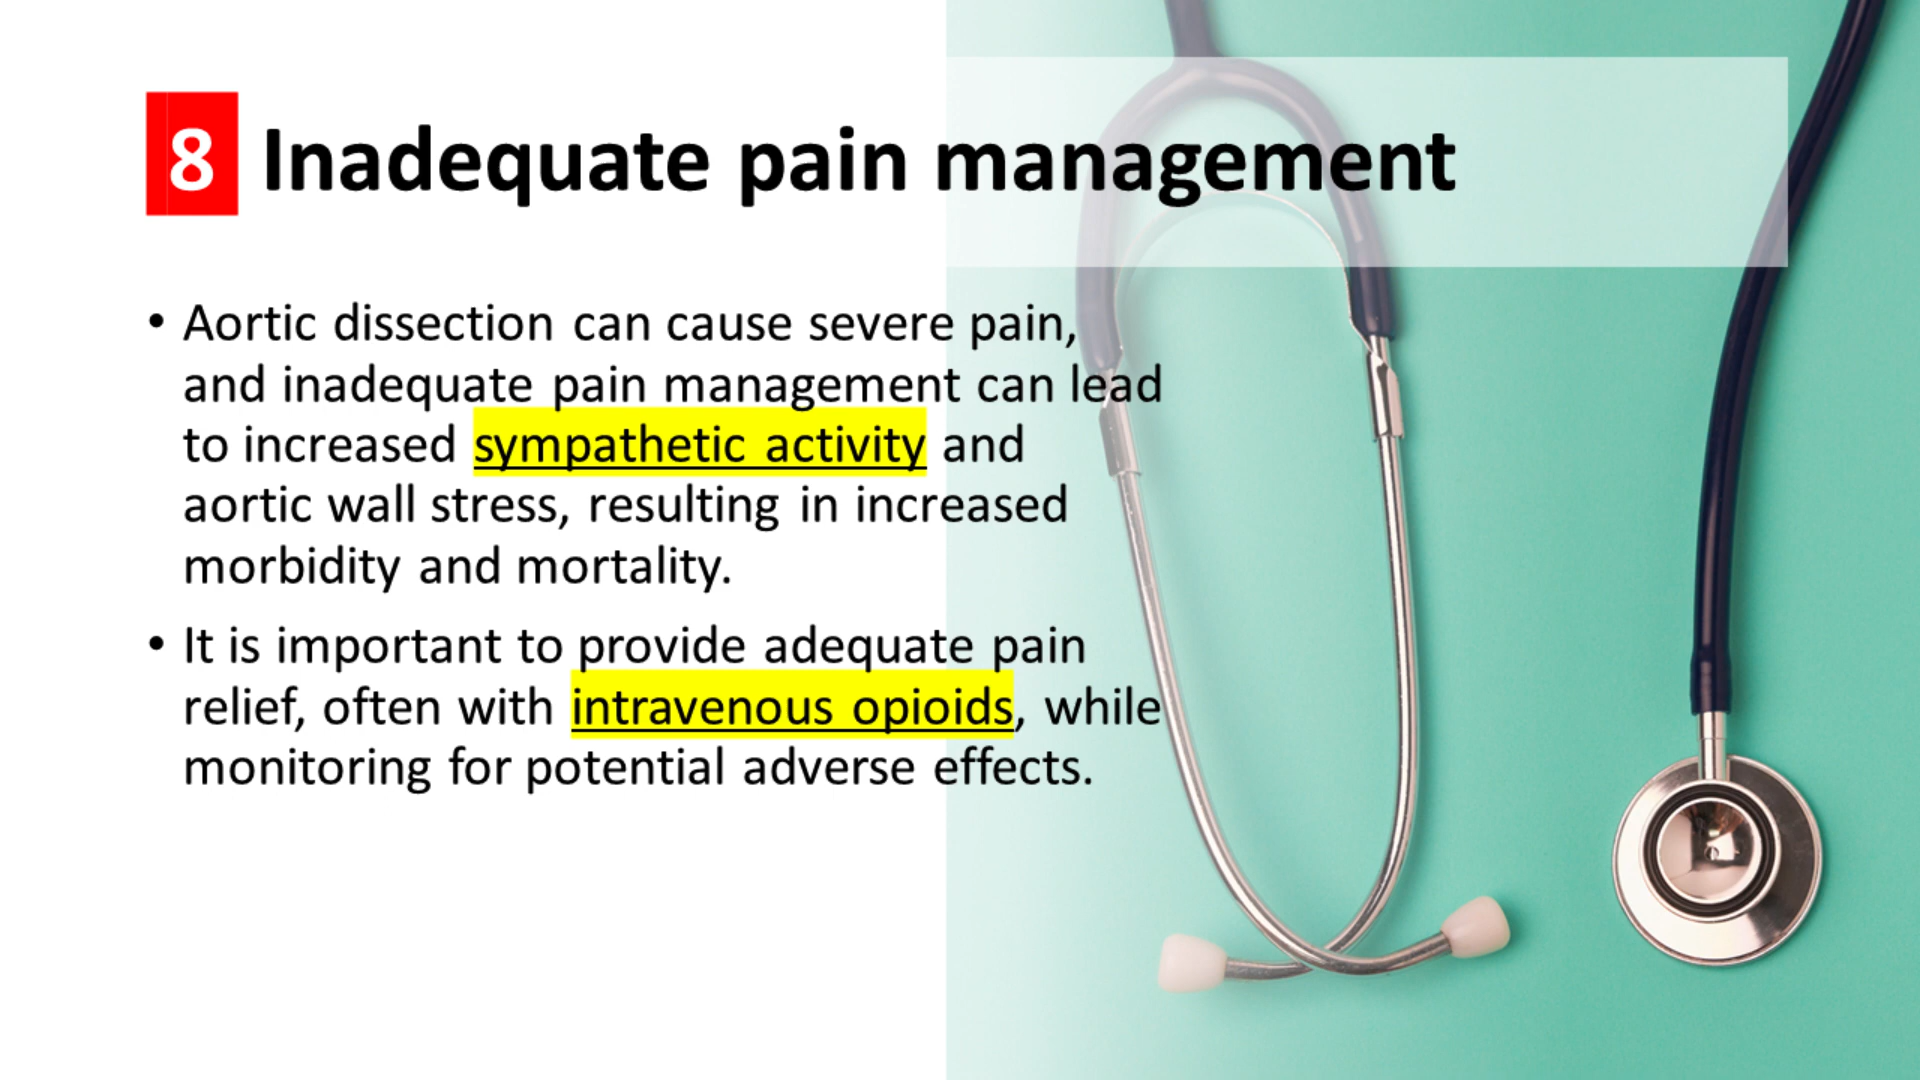 8 Inadequate pain management
• Aortic dissection can cause severe pain,
and inadequate pain management can lead
to increased sympathetic activity and
aortic wall stress, resulting in increased
morbidity and mortality.
• It is important to provide adequate pain
relief, often with intravenous opioids, while
monitoring for potential adverse effects.